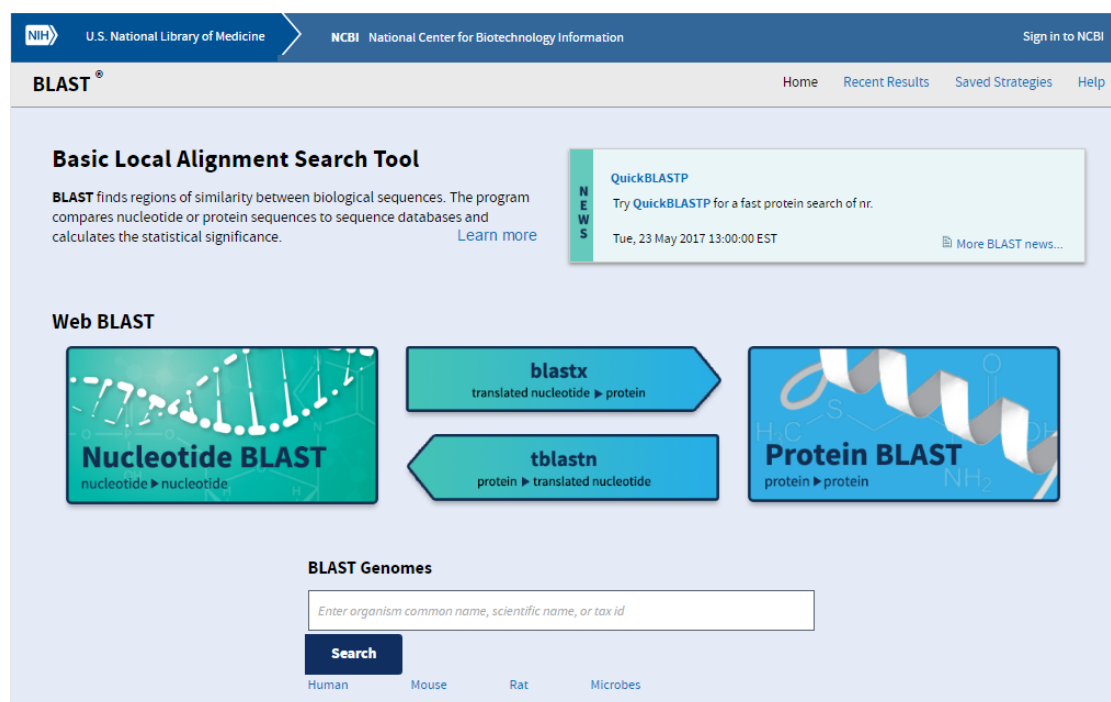 NIH U.S. National Library of Medicine NCBI National Center for Biotechnology Information Sign in to NCBI
BLAST ® Home Recent Results Saved Strategies Help
Basic Local Alignment Search Tool
BLAST finds regions of similarity between biological sequences. The program
compares nucleotide or protein sequences to sequence databases and
calculates the statistical significance. Learn more
NEWS
QuickBLASTP
Try QuickBLASTP for a fast protein search of nr.
Tue, 23 May 2017 13:00:00 EST
More BLAST news...
Web BLAST
Nucleotide BLAST
nucleotide ▶ nucleotide
blastx
translated nucleotide ▶ protein
tblastn
protein ▶ translated nucleotide
H₃C S OH NH₂ O
Protein BLAST
protein ▶ protein
BLAST Genomes
Enter organism common name, scientific name, or tax id
Search
Human Mouse Rat Microbes